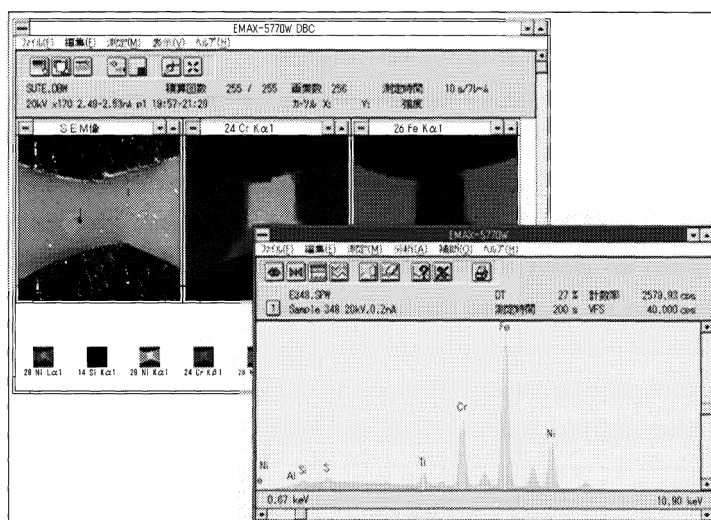 EMAX-5770W DBC
ファイル(F) 編集(E) 測定(M) 表示(V) ヘルプ(H)
SUTE.DBW 積算回数 255 / 255 画素数 256 測定時間 10 s/フレーム
20kV x170 2.49-2.53nA p1 19:57-21:29 カーソル X: Y: 強度
SEM像
24 Cr Kα1
26 Fe Kα1
28 Ni Lα1
14 Si Kα1
28 Ni Kα1
24 Cr Kβ1
EMAX-5770W
ファイル(F) 編集(E) 測定(M) 分析(A) 補助(O) ヘルプ(H)
E348.SPW DT 27 % 計数率 2579.93 cps
1 Sample 348 20kV,0.2nA 測定時間 200 s VFS 40.000 cps
Fe
Cr
Ni
Ni
Ti
S
Si
Al
e
0.67 keV 10.90 keV